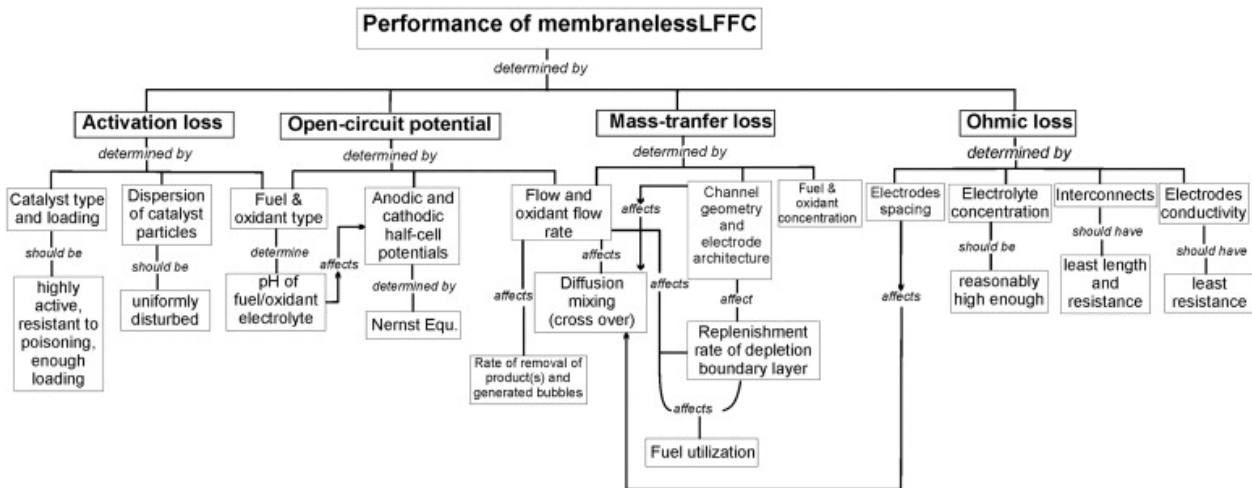 Performance of membranelessLFFC
determined by
Activation loss
Open-circuit potential
Mass-tranfer loss
Ohmic loss
determined by
determined by
determined by
determined by
Catalyst type
and loading
Dispersion
of catalyst
particles
Fuel &
oxidant type
Anodic and
cathodic
half-cell
potentials
Flow and
oxidant flow
rate
affects
Channel
geometry
and
electrode
architecture
Fuel &
oxidant
concentration
Electrodes
spacing
Electrolyte
concentration
Interconnects
Electrodes
conductivity
should be
should be
determine
affects
determined by
affects
affects
affects
affect
affects
should be
should have
should have
highly
active,
resistant to
poisoning,
enough
loading
uniformly
disturbed
pH of
fuel/oxidant
electrolyte
Nernst Equ.
Diffusion
mixing
(cross over)
reasonably
high enough
least length
and
resistance
least
resistance
Rate of removal of
product(s) and
generated bubbles
Replenishment
rate of depletion
boundary layer
affects
Fuel utilization